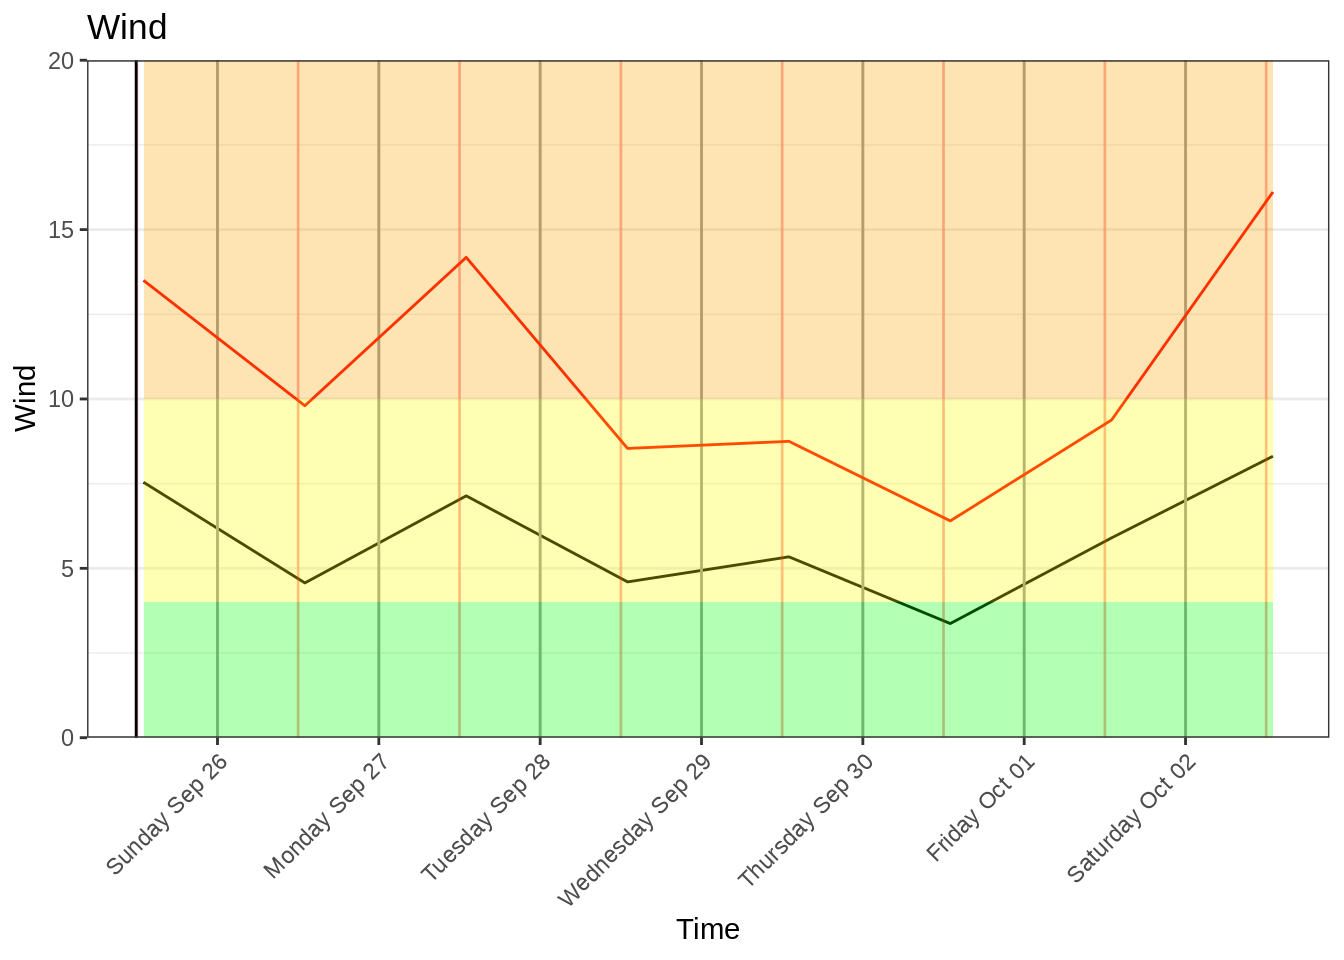 Wind
20
15
10
5
0
Wind
Sunday Sep 26
Monday Sep 27
Tuesday Sep 28
Wednesday Sep 29
Thursday Sep 30
Friday Oct 01
Saturday Oct 02
Time